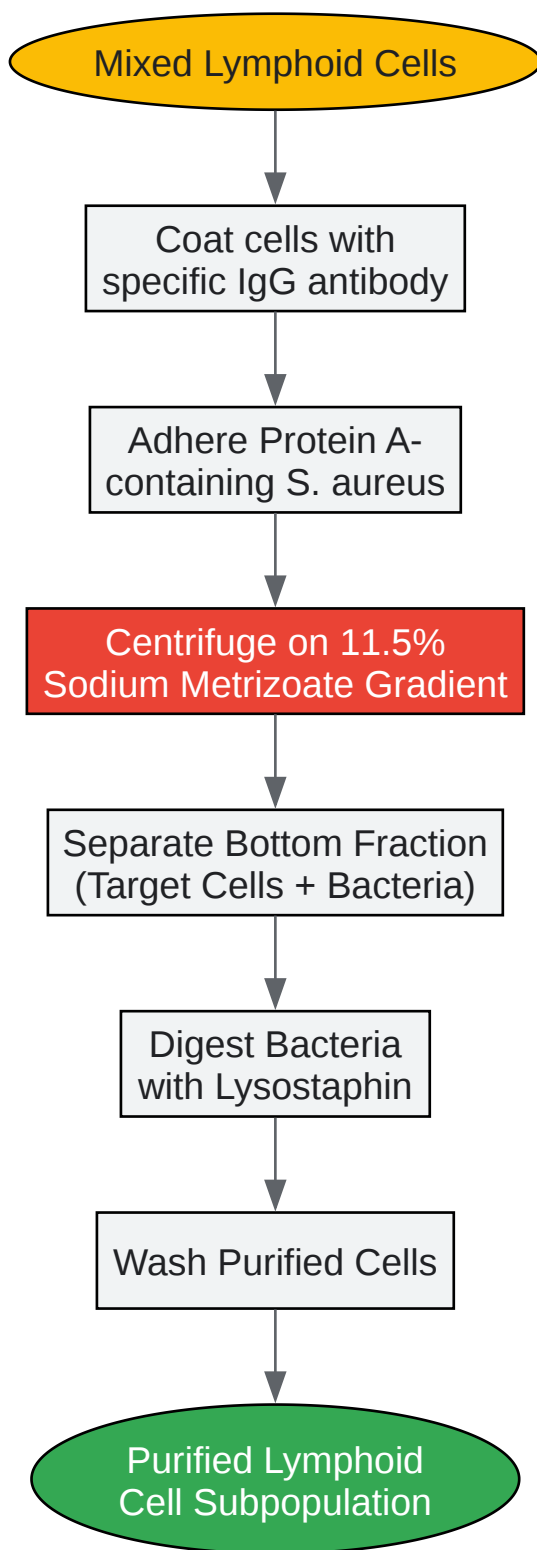 Mixed Lymphoid Cells
Coat cells with
specific IgG antibody
Adhere Protein A-
containing S. aureus
Centrifuge on 11.5%
Sodium Metrizoate Gradient
Separate Bottom Fraction
(Target Cells + Bacteria)
Digest Bacteria
with Lysostaphin
Wash Purified Cells
Purified Lymphoid
Cell Subpopulation